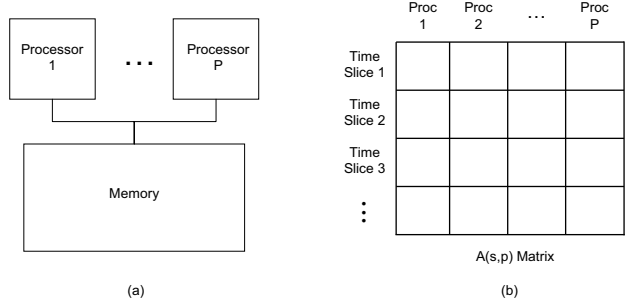 Processor
1
...
Processor
P
Memory
(a)
Proc
1
Proc
2
...
Proc
P
Time
Slice 1
Time
Slice 2
Time
Slice 3
⋮
A(s,p) Matrix
(b)